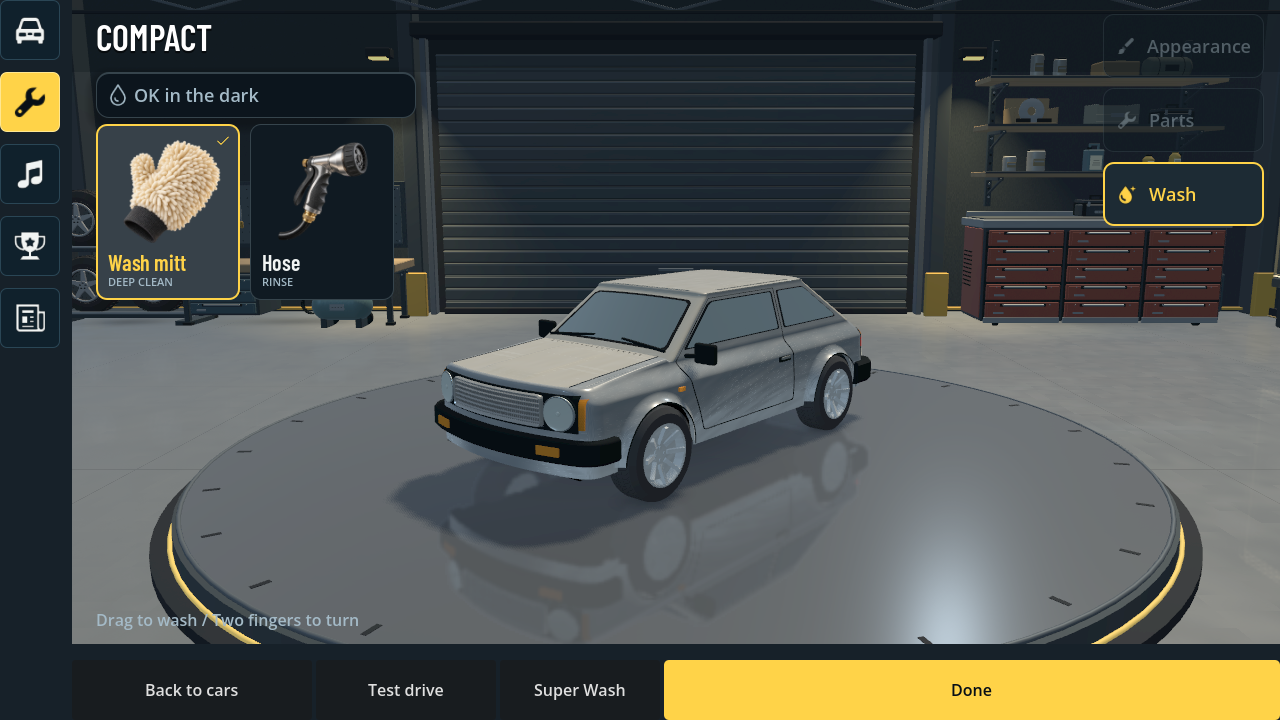 COMPACT
OK in the dark
Wash mitt
DEEP CLEAN
Hose
RINSE
Appearance
Parts
Wash
Drag to wash / Two fingers to turn
Back to cars
Test drive
Super Wash
Done